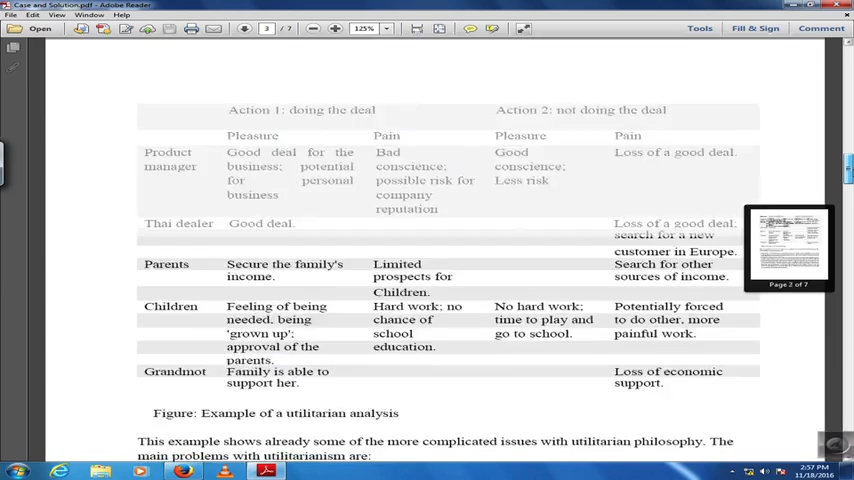 Case and Solution.pdf - Adobe Reader
File Edit View Window Help
Open 3 / 7 125% Tools Fill & Sign Comment
Action 1: doing the deal Action 2: not doing the deal
Pleasure Pain Pleasure Pain
Product Good deal for the Bad Good Loss of a good deal.
manager business; potential conscience; conscience;
for personal possible risk for Less risk
business company
reputation
Thai dealer Good deal. Loss of a good deal;
search for a new
customer in Europe.
Parents Secure the family's Limited Search for other
income. prospects for sources of income.
Children.
Children Feeling of being Hard work; no No hard work; Potentially forced
needed, being chance of time to play and to do other, more
'grown up'; school go to school. painful work.
approval of the education.
parents.
Grandmot Family is able to Loss of economic
support her. support.
Figure: Example of a utilitarian analysis
This example shows already some of the more complicated issues with utilitarian philosophy. The
main problems with utilitarianism are:
Page 2 of 7
2:57 PM
11/18/2016